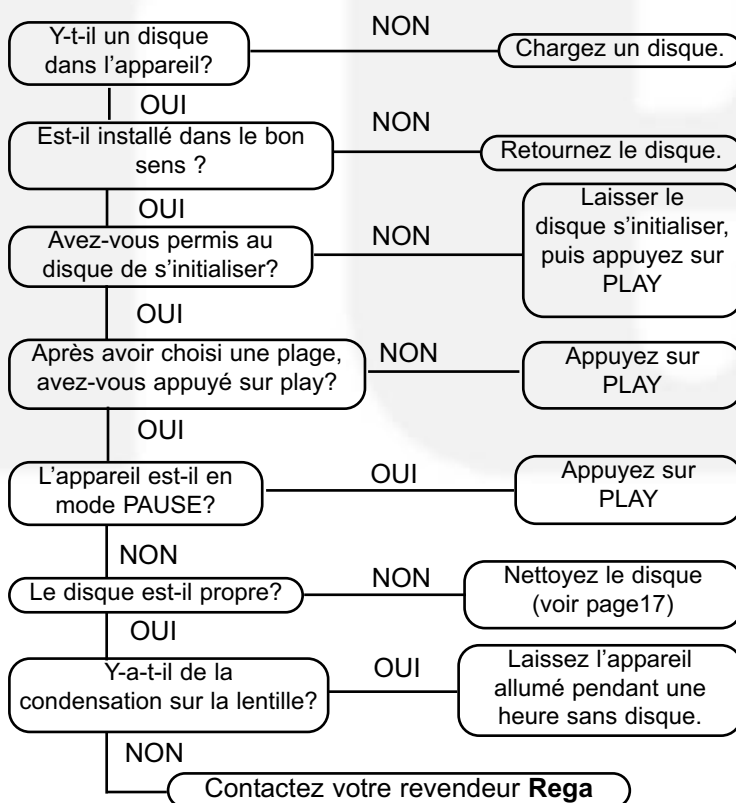 Y-t-il un disque
dans l'appareil?
NON
Chargez un disque.
OUI
Est-il installé dans le bon
sens ?
NON
Retournez le disque.
OUI
Avez-vous permis au
disque de s'initialiser?
NON
Laisser le
disque s'initialiser,
puis appuyez sur
PLAY
OUI
Après avoir choisi une plage,
avez-vous appuyé sur play?
NON
Appuyez sur
PLAY
OUI
L'appareil est-il en
mode PAUSE?
OUI
Appuyez sur
PLAY
NON
Le disque est-il propre?
NON
Nettoyez le disque
(voir page17)
OUI
Y-a-t-il de la
condensation sur la lentille?
OUI
Laissez l'appareil
allumé pendant une
heure sans disque.
NON
Contactez votre revendeur Rega